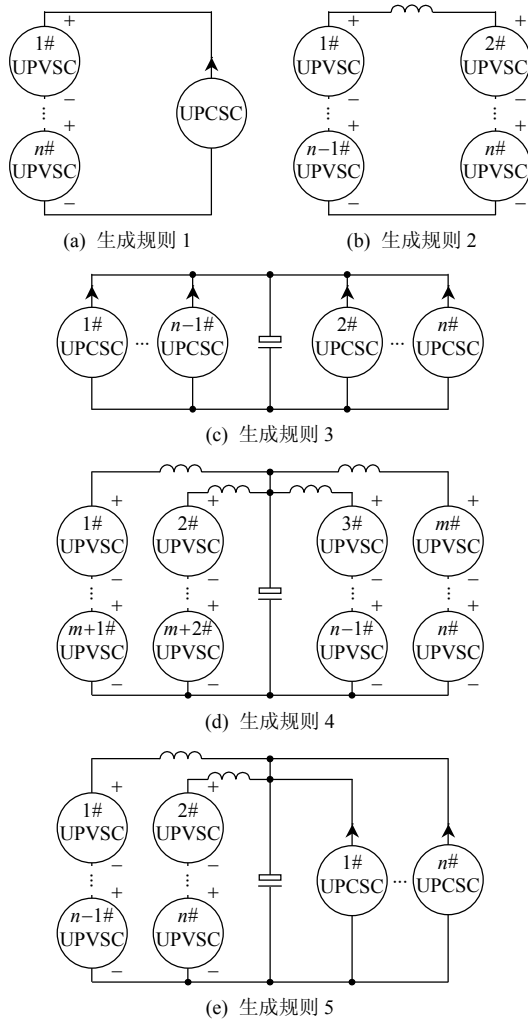 +
1#
UPVSC
−
+
n#
UPVSC
−
UPCSC
+
1#
UPVSC
−
+
n−1#
UPVSC
−
+
2#
UPVSC
−
+
n#
UPVSC
−
(a) 生成规则 1
(b) 生成规则 2
1#
UPCSC
...
n−1#
UPCSC
2#
UPCSC
...
n#
UPCSC
(c) 生成规则 3
+
1#
UPVSC
−
+
m+1#
UPVSC
−
+
2#
UPVSC
−
+
m+2#
UPVSC
−
+
3#
UPVSC
−
+
n−1#
UPVSC
−
+
m#
UPVSC
−
+
n#
UPVSC
−
(d) 生成规则 4
+
1#
UPVSC
−
+
n−1#
UPVSC
−
+
2#
UPVSC
−
+
n#
UPVSC
−
1#
UPCSC
...
n#
UPCSC
(e) 生成规则 5